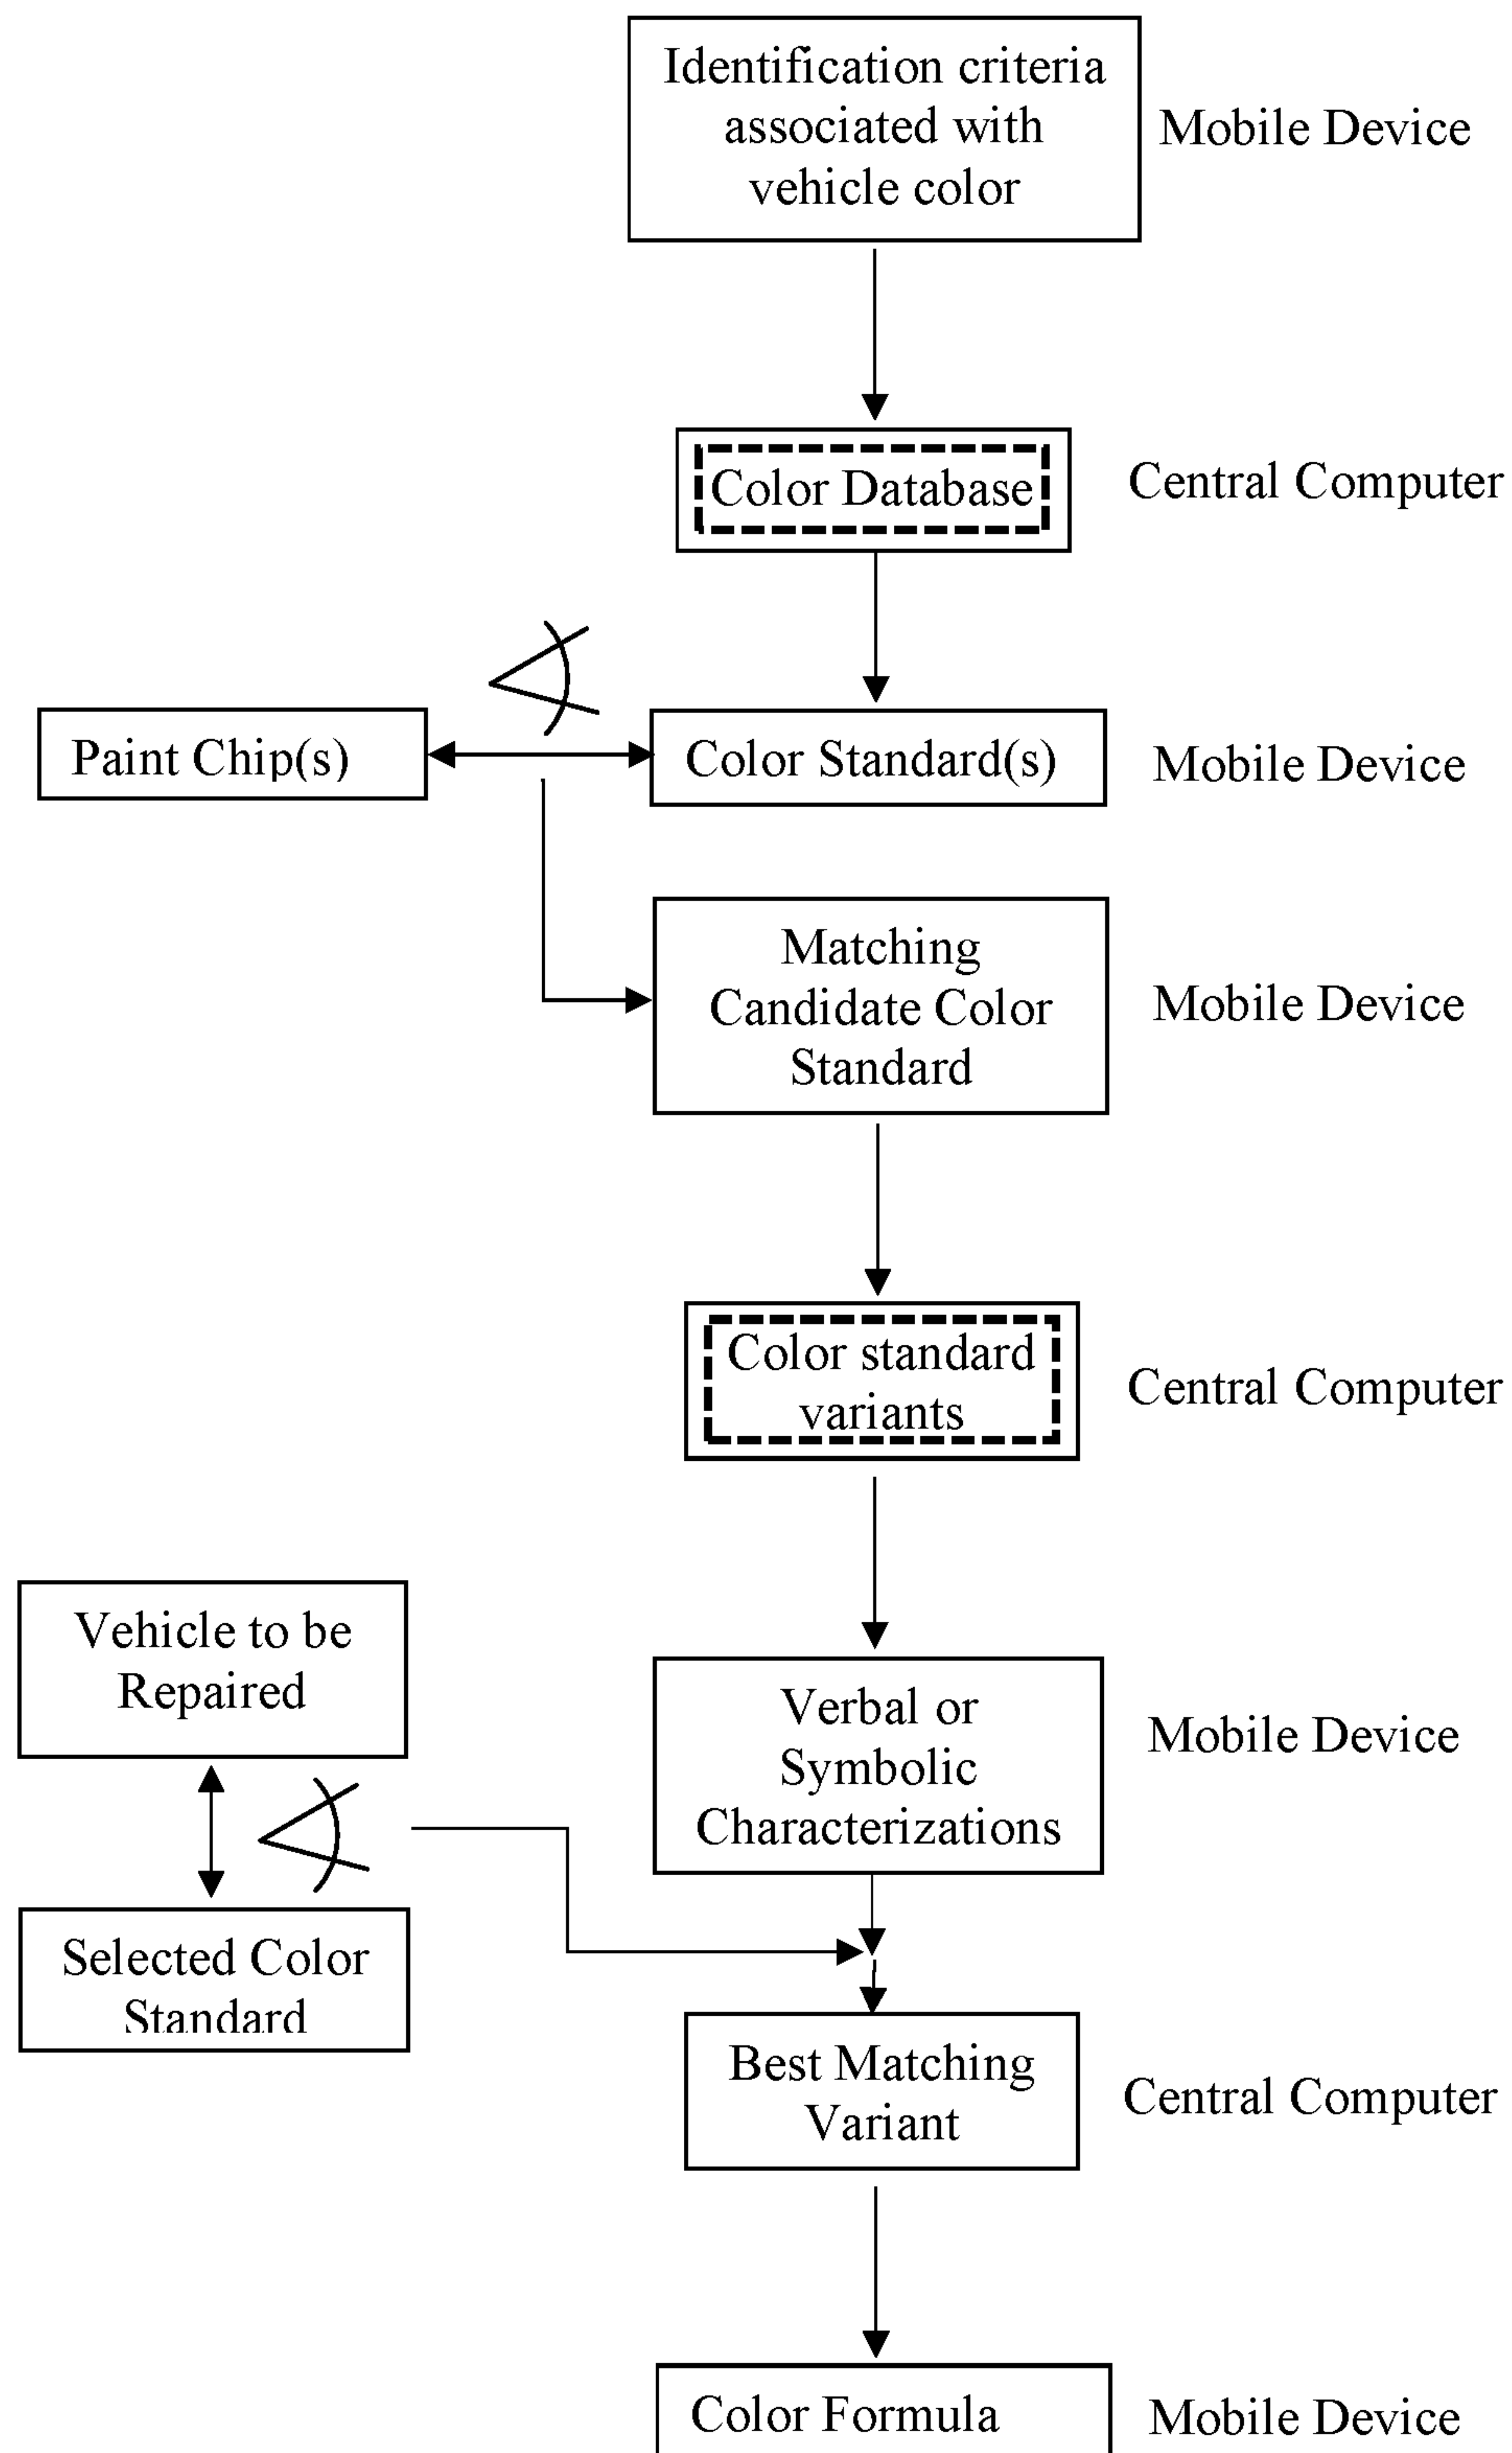 Identification criteria
associated with
vehicle color
Mobile Device
Color Database
Central Computer
Paint Chip(s)
Color Standard(s)
Mobile Device
Matching
Candidate Color
Standard
Mobile Device
Color standard
variants
Central Computer
Vehicle to be
Repaired
Verbal or
Symbolic
Characterizations
Mobile Device
Selected Color
Standard
Best Matching
Variant
Central Computer
Color Formula
Mobile Device